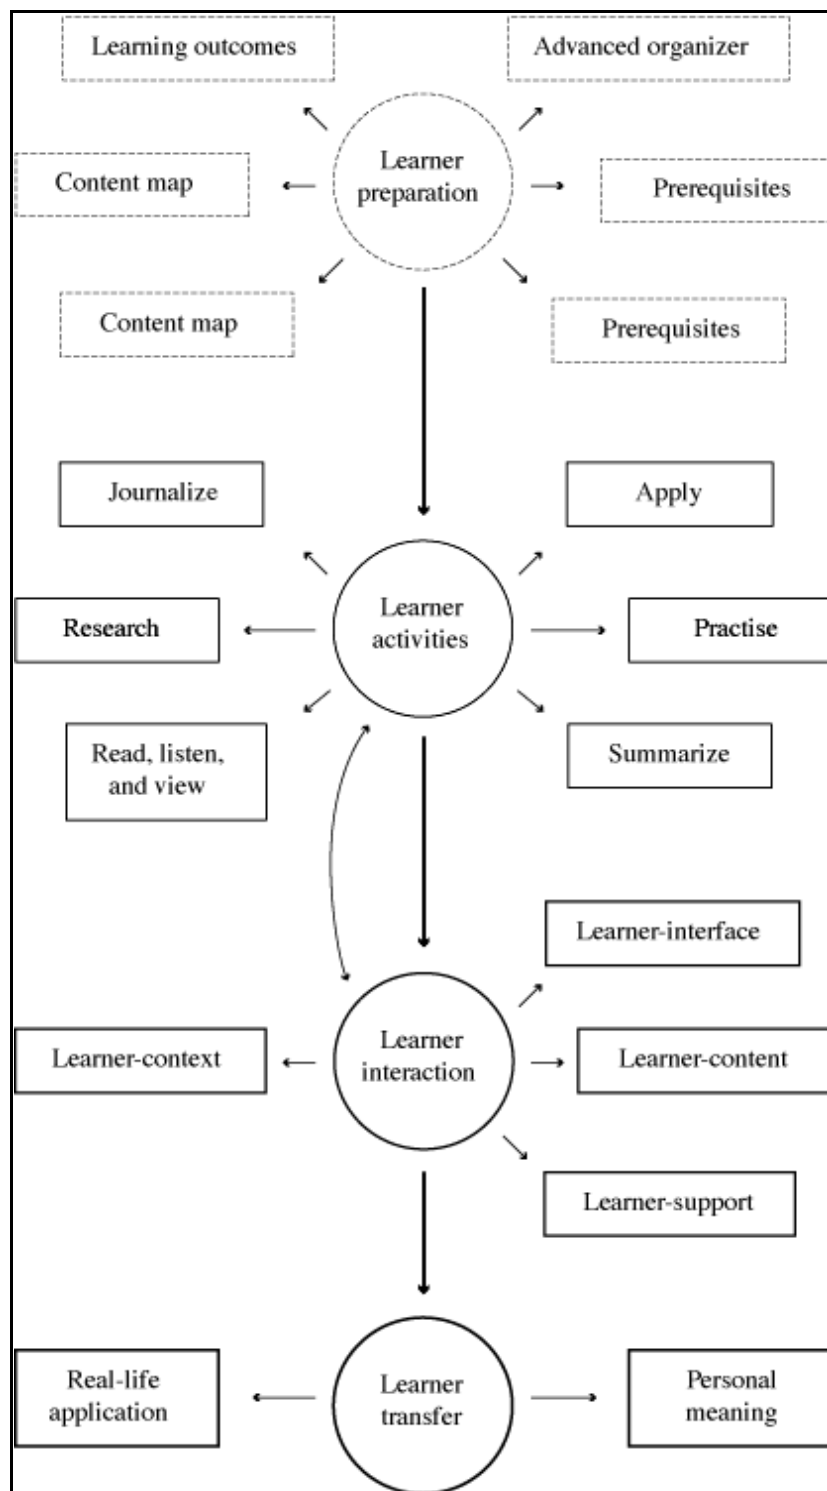 Learning outcomes
Advanced organizer
Learner
preparation
Content map
Prerequisites
Content map
Prerequisites
Journalize
Apply
Learner
activities
Research
Practise
Read, listen,
and view
Summarize
Learner-interface
Learner
interaction
Learner-context
Learner-content
Learner-support
Real-life
application
Learner
transfer
Personal
meaning